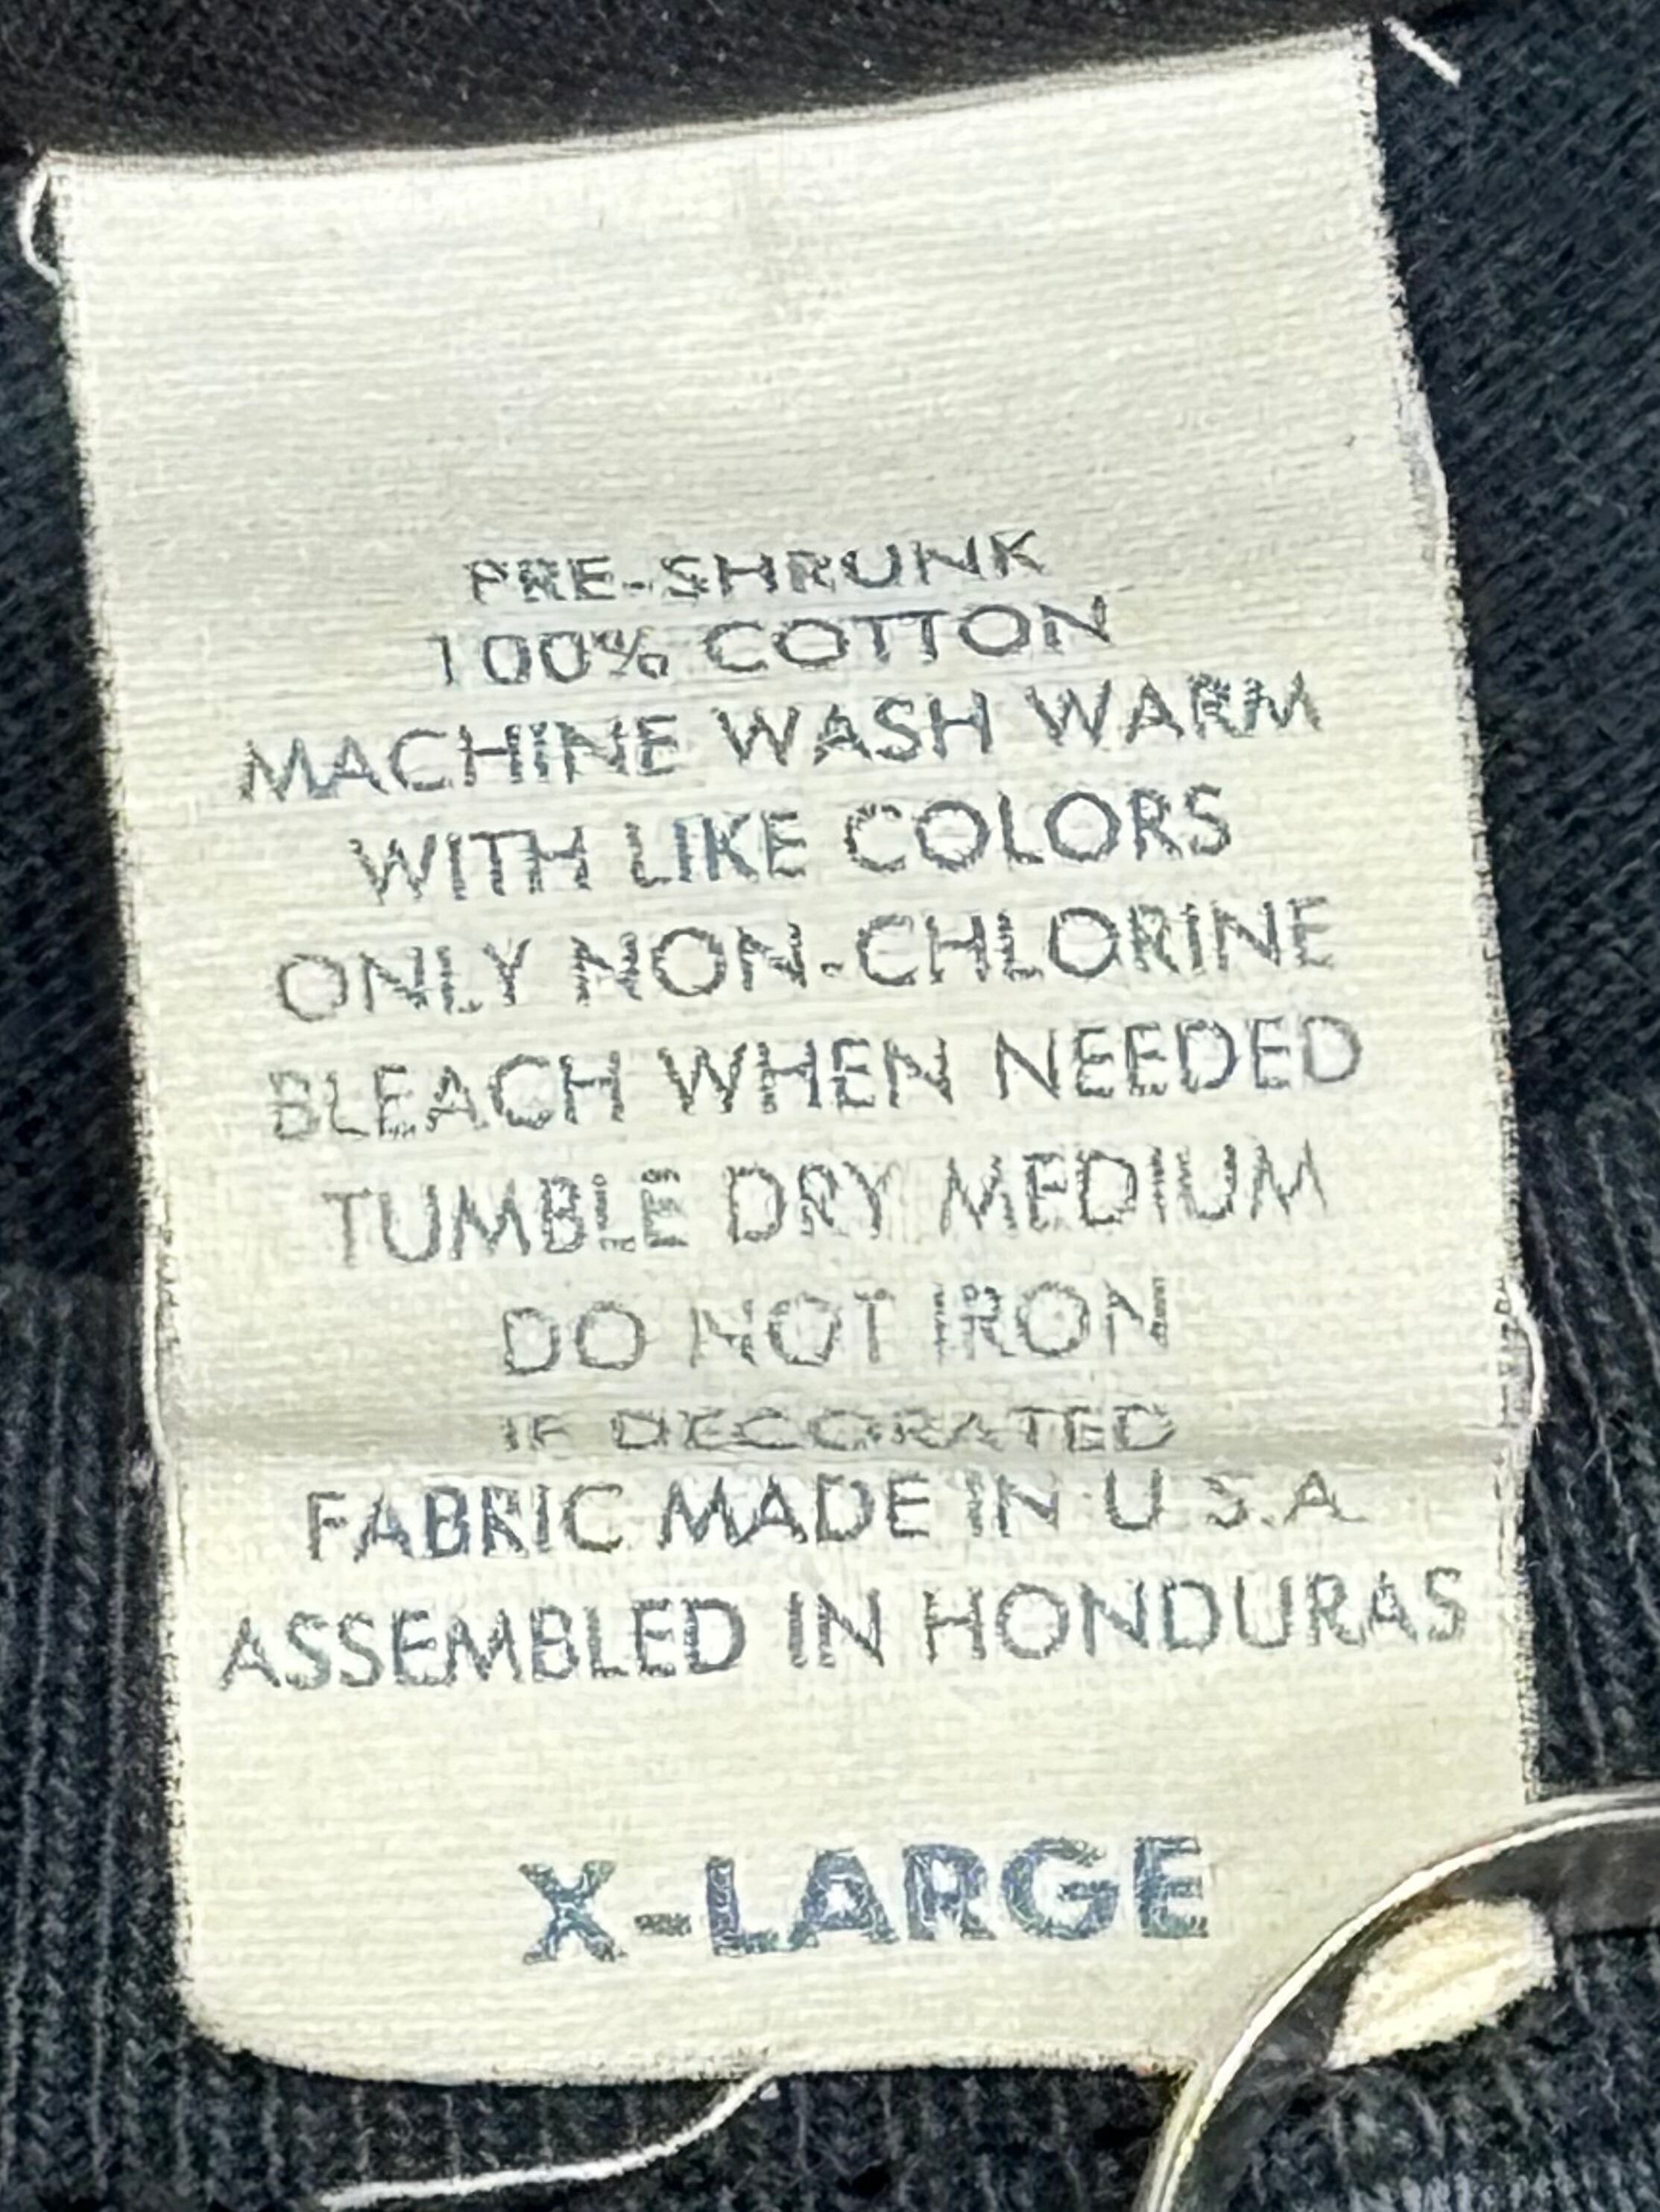 PRE-SHRUNK
100% COTTON
MACHINE WASH WARM
WITH LIKE COLORS
ONLY NON-CHLORINE
BLEACH WHEN NEEDED
TUMBLE DRY MEDIUM
DO NOT IRON
IF DECORATED
FABRIC MADE IN U.S.A.
ASSEMBLED IN HONDURAS
X-LARGE